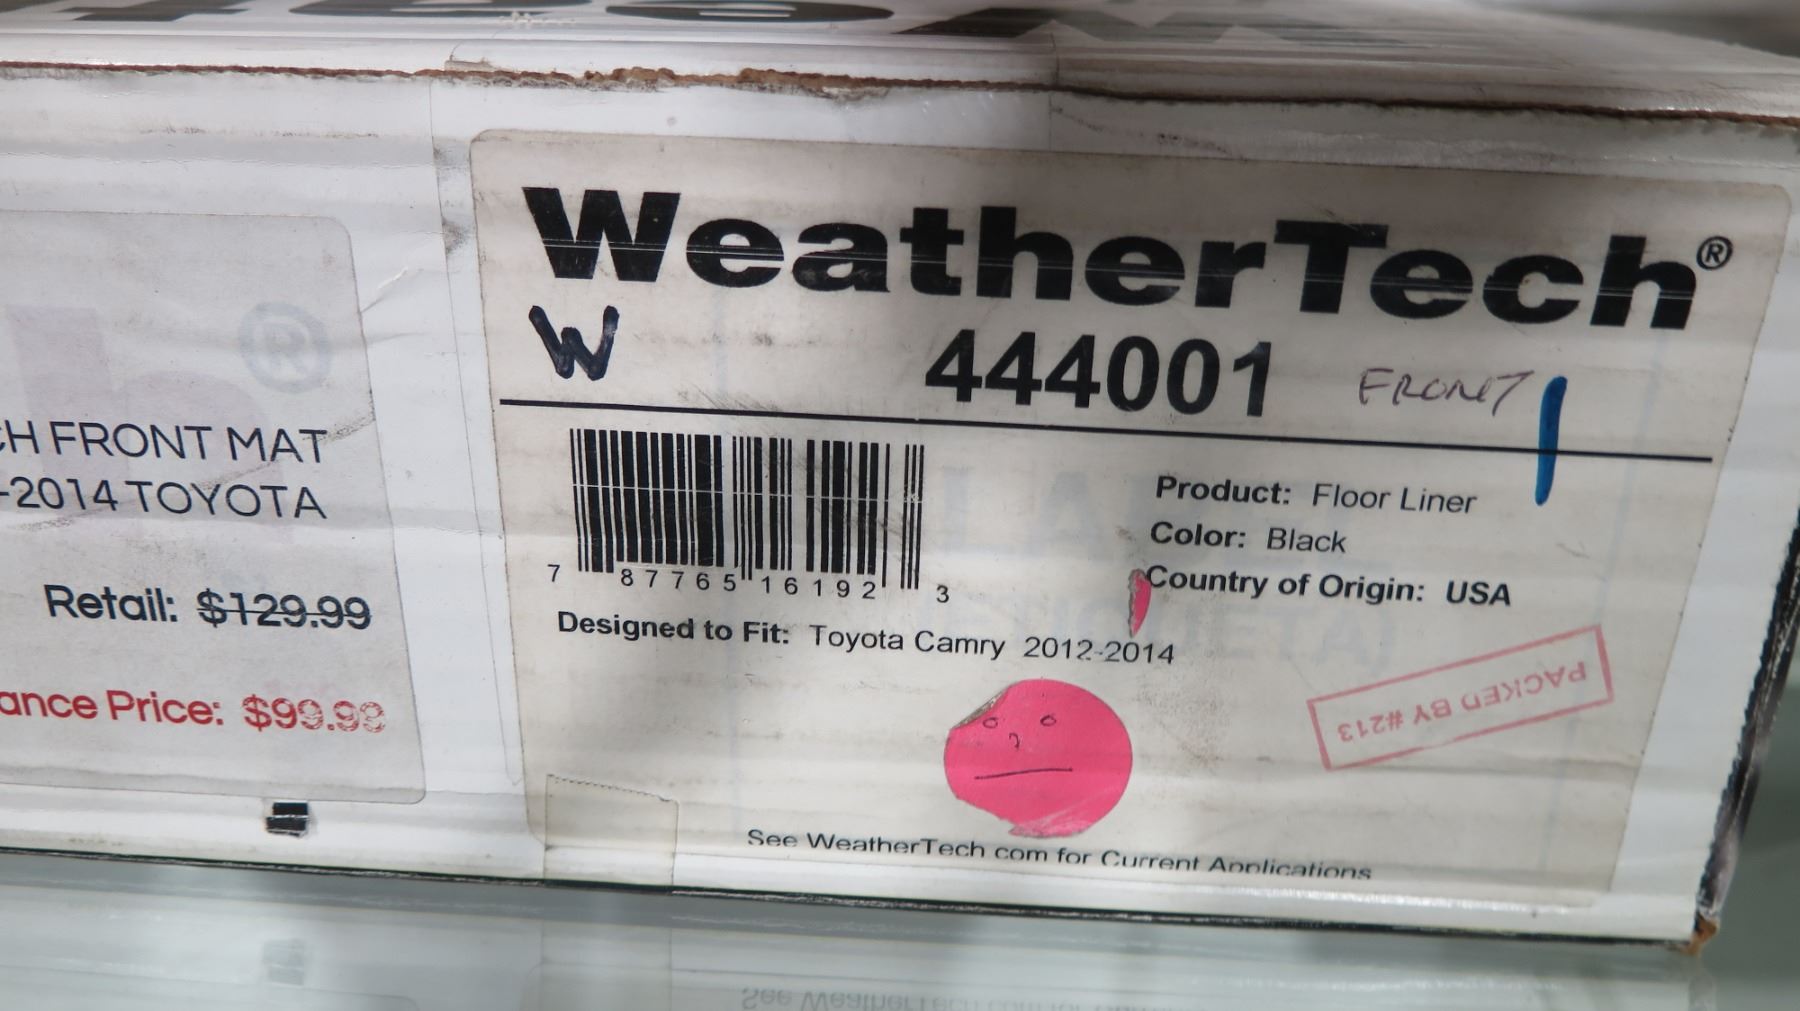 H FRONT MAT
-2014 TOYOTA
Retail: $129.99
ance Price: $99.98
WeatherTech®
W
444001 FRONT
7 87765 16192 3
Product: Floor Liner
Color: Black
Country of Origin: USA
Designed to Fit: Toyota Camry 2012-2014
PACKED BY #213
See WeatherTech com for Current Applications